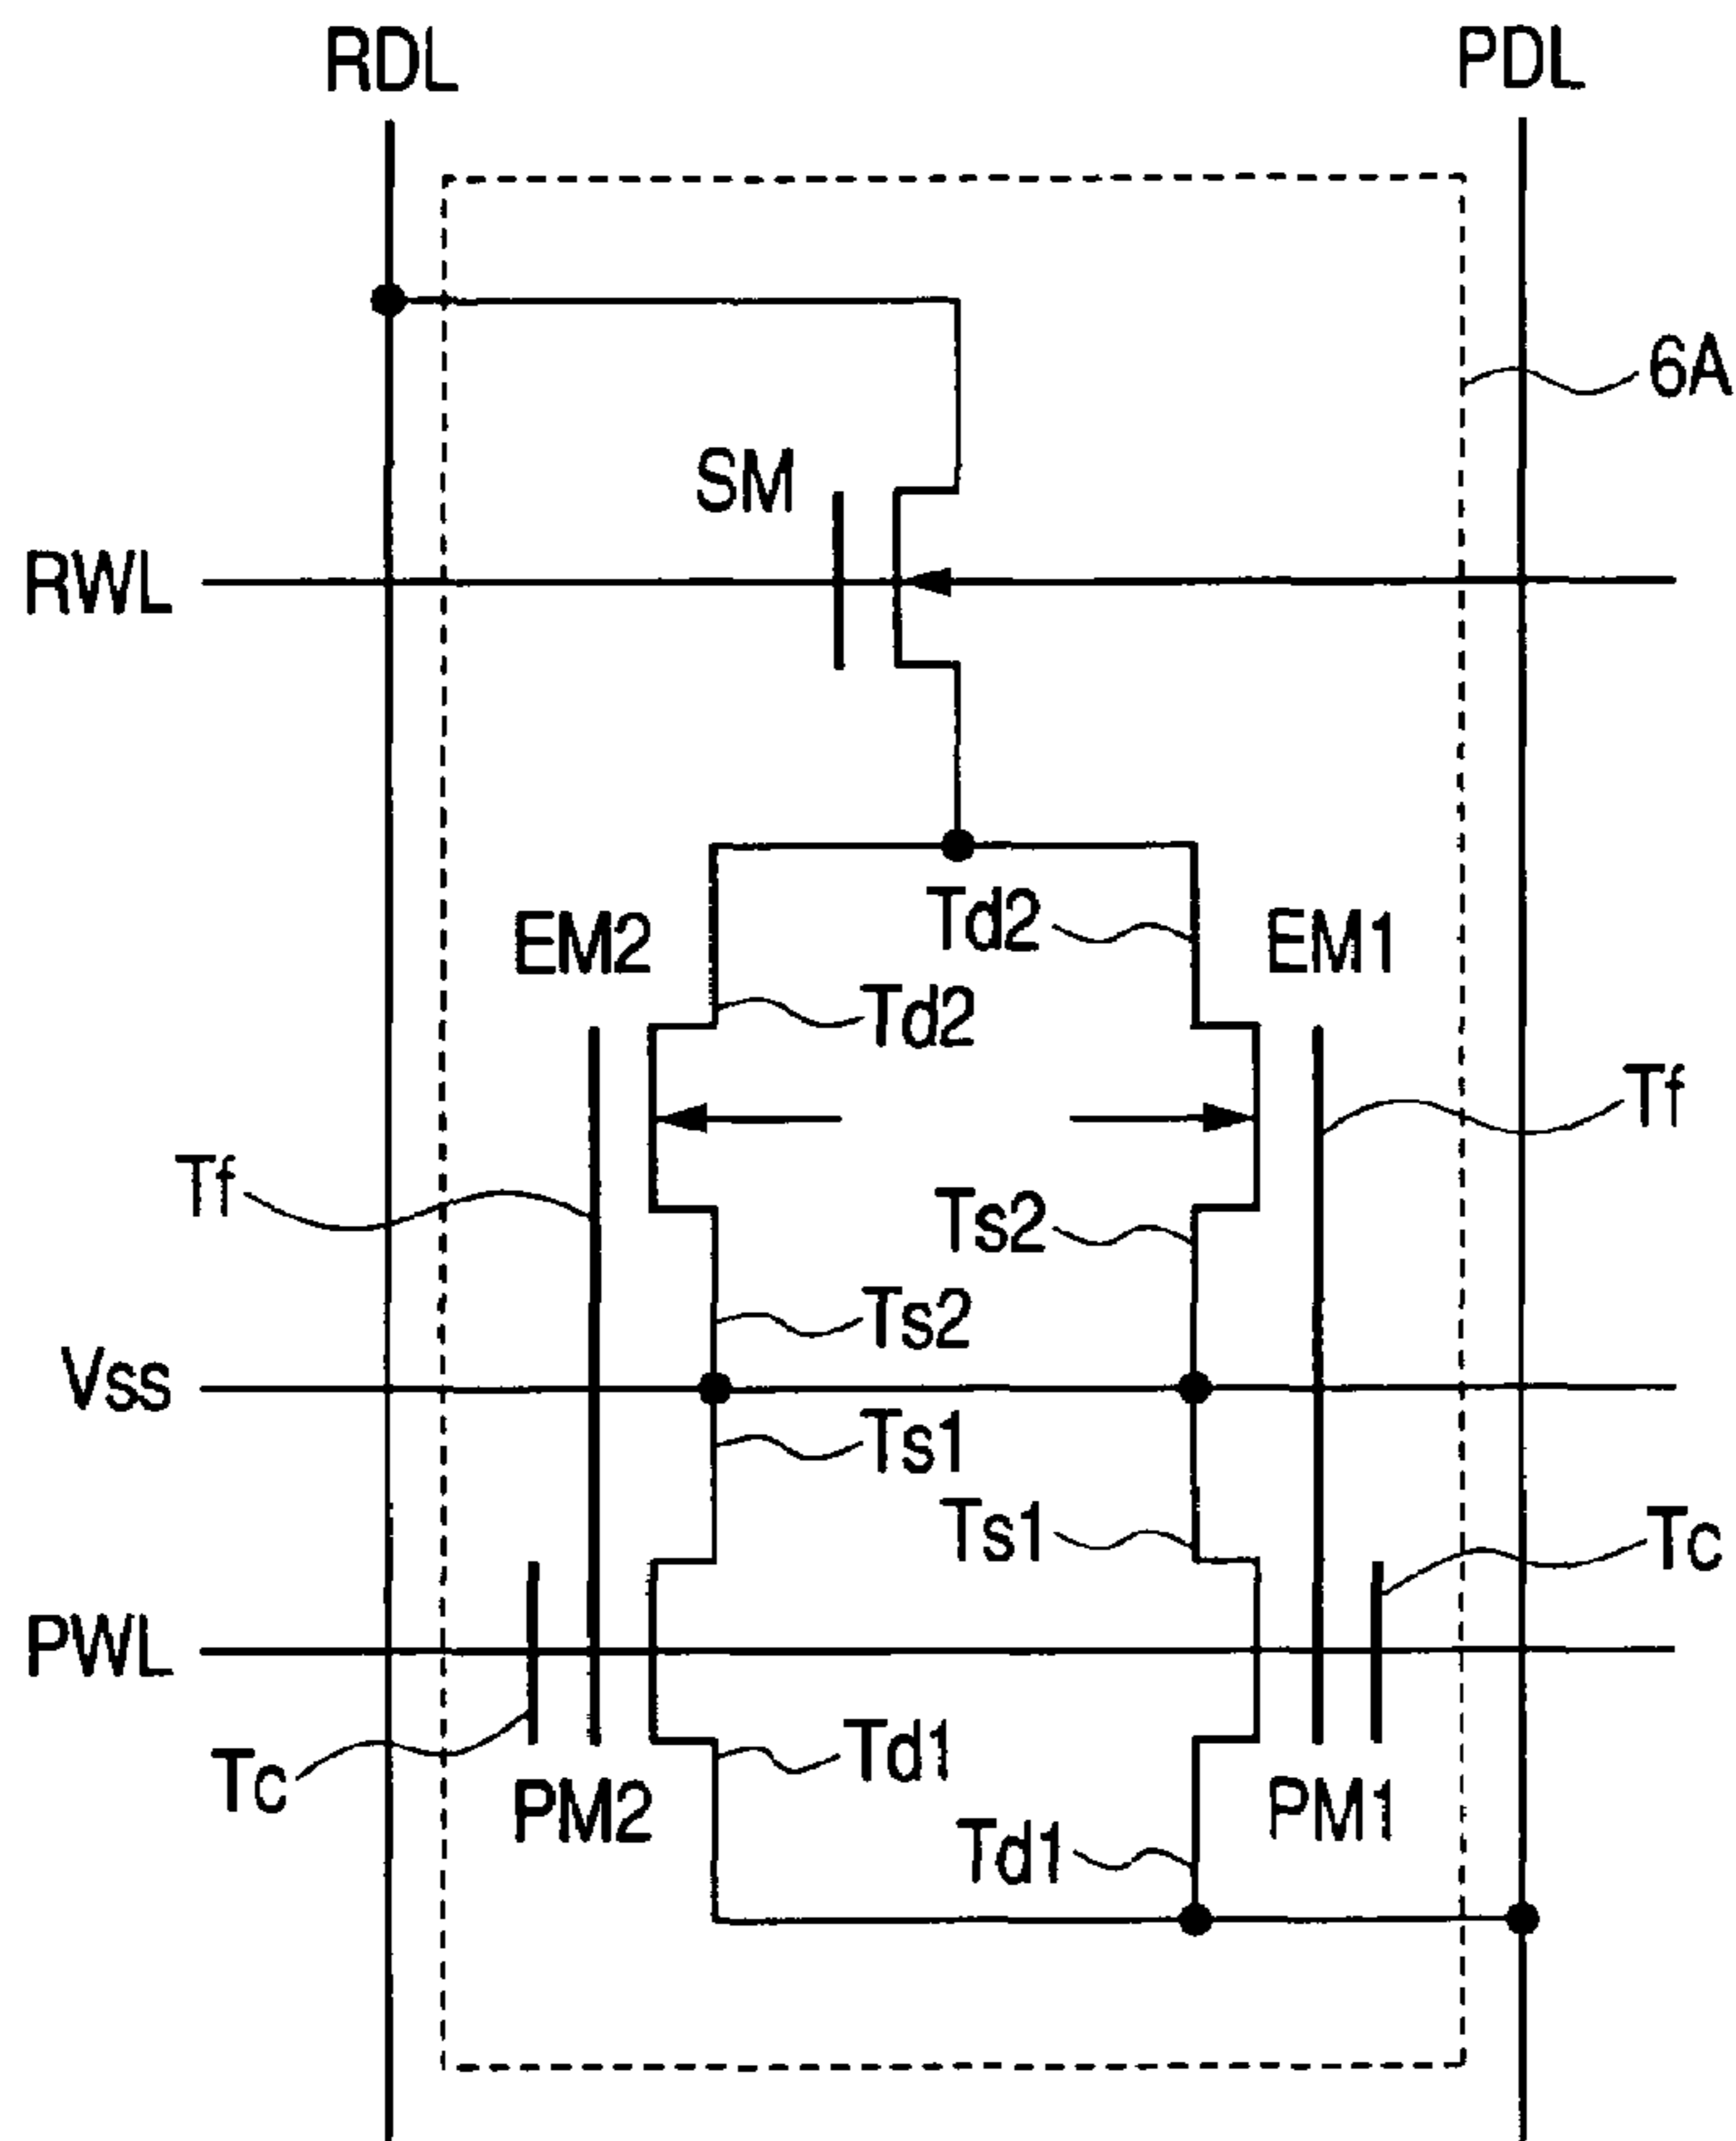 RDL
PDL
6A
SM
RWL
Td2
EM2
EM1
Td2
Tf
Tf
Ts2
Ts2
Vss
Ts1
Ts1
Tc
PWL
Td1
Tc
PM2
PM1
Td1